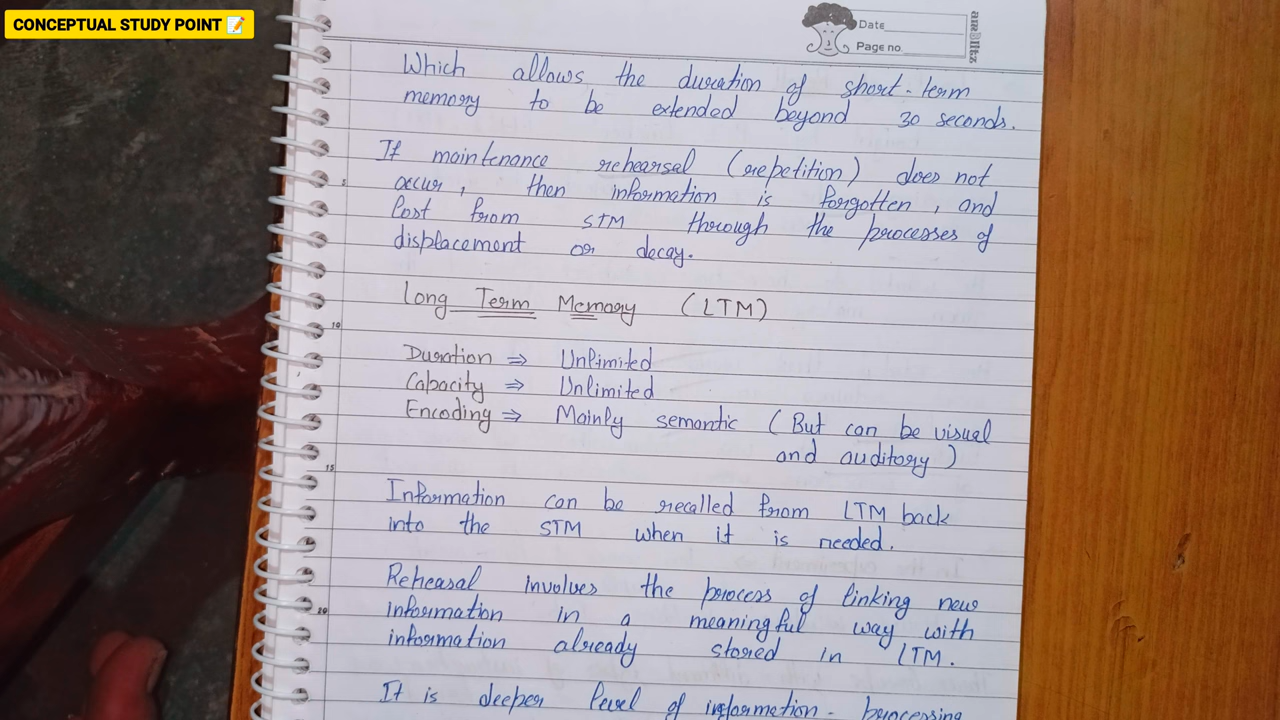 CONCEPTUAL STUDY POINT 📝
Date
Page no.
Which allows the duration of short-term
memory to be extended beyond 30 seconds.
If maintenance rehearsal (repetition) does not
occur, then information is forgotten, and
lost from STM through the processes of
displacement or decay.
Long Term Memory (LTM)
Duration ⇒ Unlimited
Capacity ⇒ Unlimited
Encoding ⇒ Mainly semantic (But can be visual
and auditory)
Information can be recalled from LTM back
into the STM when it is needed.
Reheasal involves the process of linking new
information in a meaningful way with
information already stored in LTM.
It is deeper level of information-processing
5
10
15
20